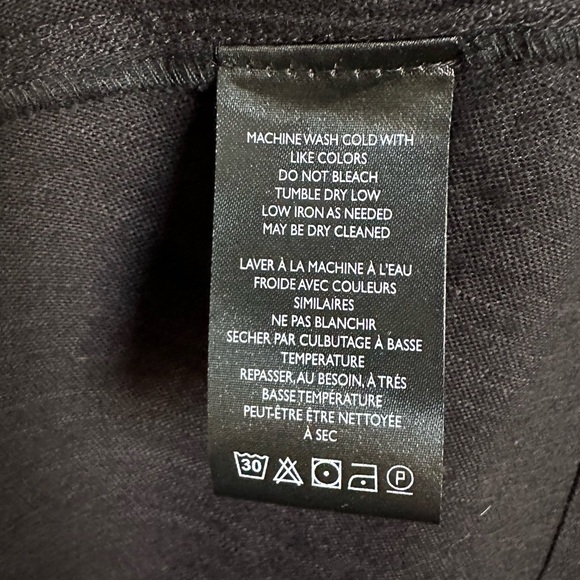 MACHINE WASH COLD WITH
LIKE COLORS
DO NOT BLEACH
TUMBLE DRY LOW
LOW IRON AS NEEDED
MAY BE DRY CLEANED
LAVER À LA MACHINE À L'EAU
FROIDE AVEC COULEURS
SIMILAIRES
NE PAS BLANCHIR
SECHER PAR CULBUTAGE À BASSE
TEMPERATURE
REPASSER, AU BESOIN, À TRÉS
BASSE TEMPÉRATURE
PEUT-ÊTRE ÊTRE NETTOYÉE
À SEC
30 P